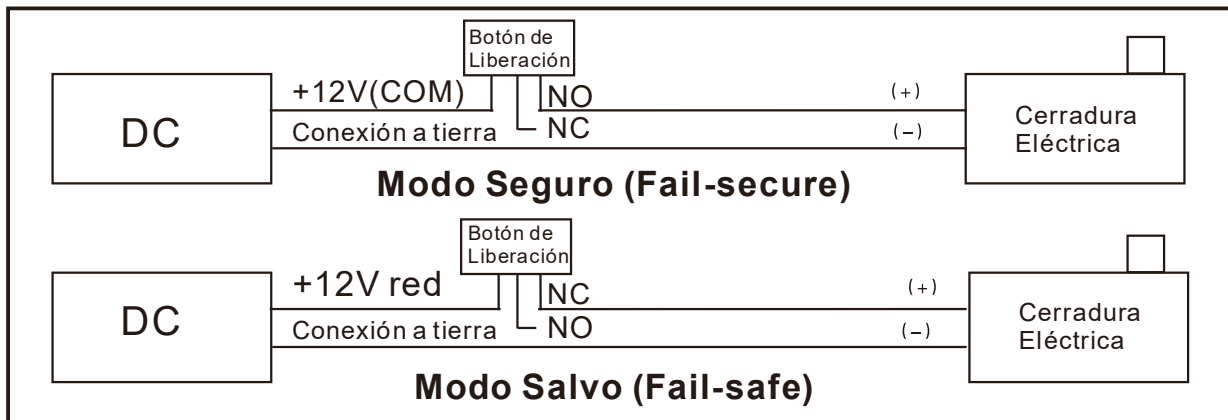 Botón de
Liberación
DC
+12V(COM)
NO
(+)
Conexión a tierra
NC
(-)
Cerradura
Eléctrica
Modo Seguro (Fail-secure)
Botón de
Liberación
DC
+12V red
NC
(+)
Conexión a tierra
NO
(-)
Cerradura
Eléctrica
Modo Salvo (Fail-safe)